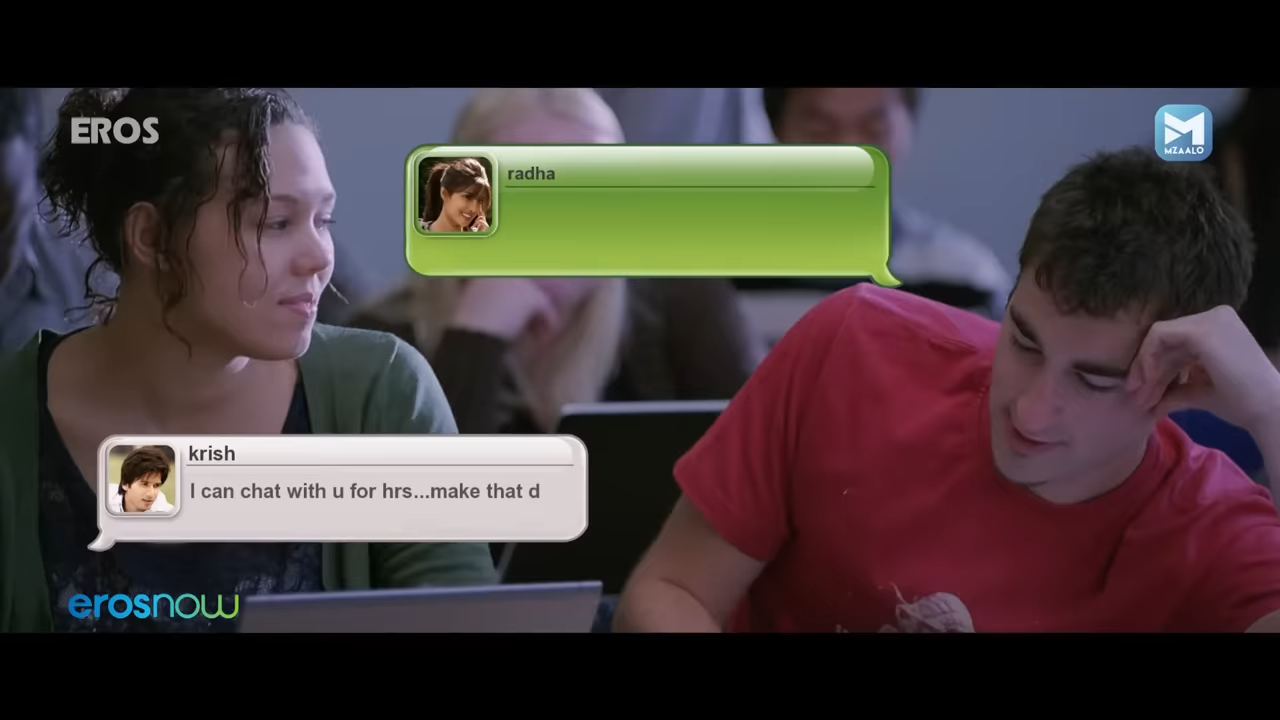 EROS
MZAALO
radha
krish
I can chat with u for hrs...make that d
erosnow